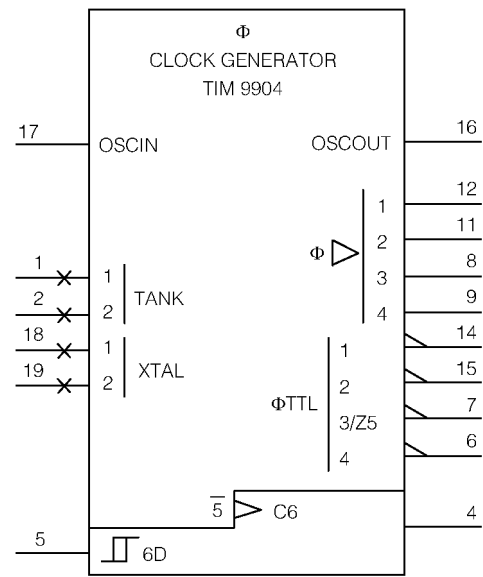 Φ
CLOCK GENERATOR
TIM 9904
17 OSCIN OSCOUT 16
1 12
2 11
Φ
3 8
4 9
1 1 TANK
2 2
18 1 XTAL
19 2
1 14
2 15
ΦTTL
3/Z5 7
4 6
5 C6
4
5 6D